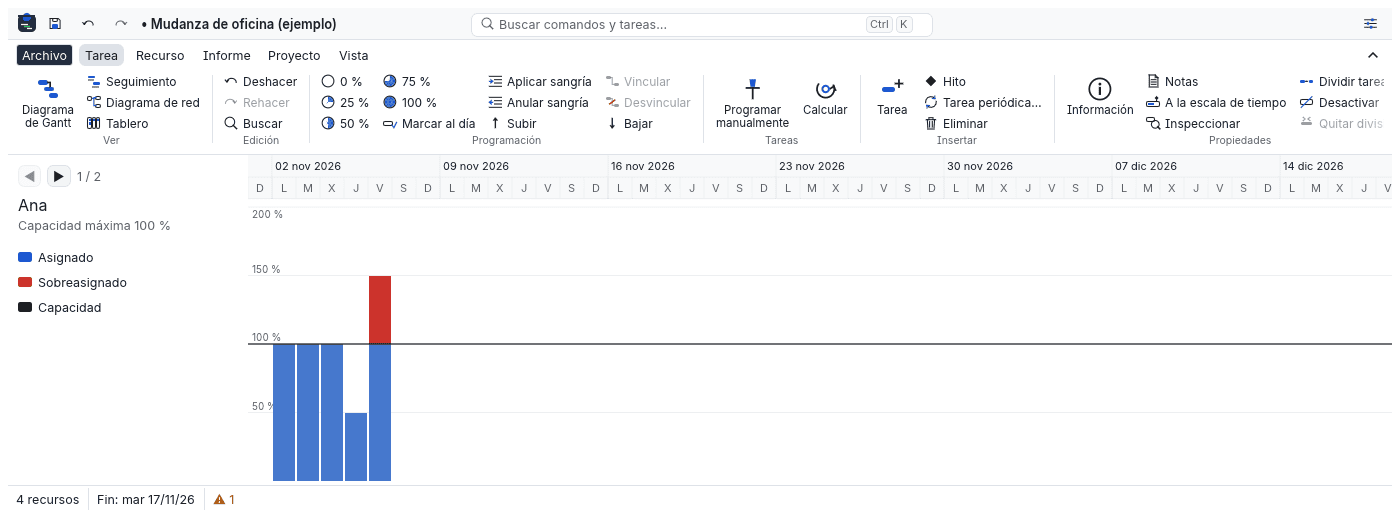 • Mudanza de oficina (ejemplo)
Buscar comandos y tareas...
Ctrl K
Archivo Tarea Recurso Informe Proyecto Vista
Diagrama de Gantt
Seguimiento
Diagrama de red
Tablero
Ver
Deshacer
Rehacer
Buscar
Edición
0 %
25 %
50 %
75 %
100 %
Marcar al día
Aplicar sangría
Anular sangría
Subir
Vincular
Desvincular
Bajar
Programación
Programar manualmente
Calcular
Tareas
Tarea
Hito
Tarea periódica...
Eliminar
Insertar
Información
Notas
A la escala de tiempo
Inspeccionar
Dividir tarea
Desactivar
Quitar divis
Propiedades
1 / 2
Ana
Capacidad máxima 100 %
Asignado
Sobreasignado
Capacidad
02 nov 2026 09 nov 2026 16 nov 2026 23 nov 2026 30 nov 2026 07 dic 2026 14 dic 2026
D L M X J V S D L M X J V S D L M X J V S D L M X J V S D L M X J V S D L M X J V S D L M X J V
200 %
150 %
100 %
50 %
4 recursos Fin: mar 17/11/26 1